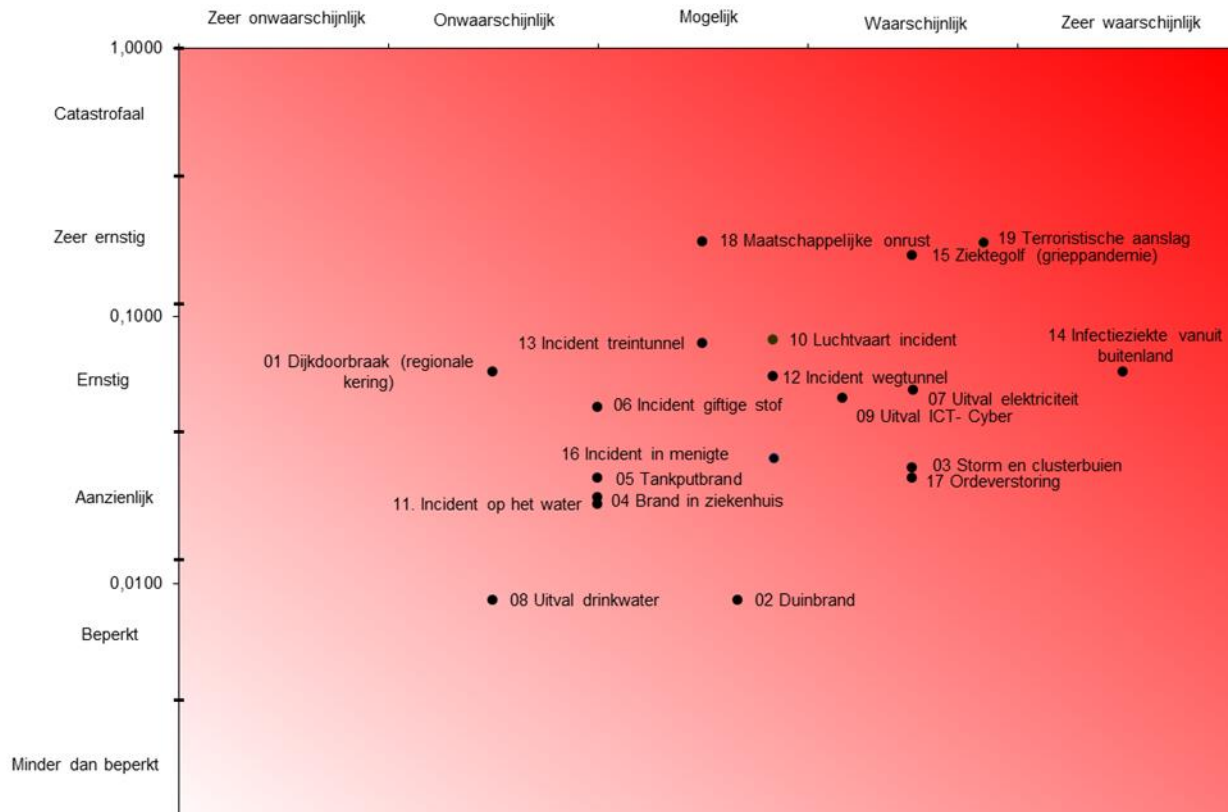 Zeer onwaarschijnlijk
Onwaarschijnlijk
Mogelijk
Waarschijnlijk
Zeer waarschijnlijk
1,0000
Catastrofaal
Zeer ernstig
18 Maatschappelijke onrust
19 Terroristische aanslag
15 Ziektegolf (grieppandemie)
0,1000
13 Incident treintunnel
10 Luchtvaart incident
14 Infectieziekte vanuit
buitenland
01 Dijkdoorbraak (regionale
kering)
Ernstig
12 Incident wegtunnel
07 Uitval elektriciteit
06 Incident giftige stof
09 Uitval ICT- Cyber
16 Incident in menigte
03 Storm en clusterbuien
05 Tankputbrand
17 Ordeverstoring
Aanzienlijk
11. Incident op het water
04 Brand in ziekenhuis
0,0100
08 Uitval drinkwater
02 Duinbrand
Beperkt
Minder dan beperkt